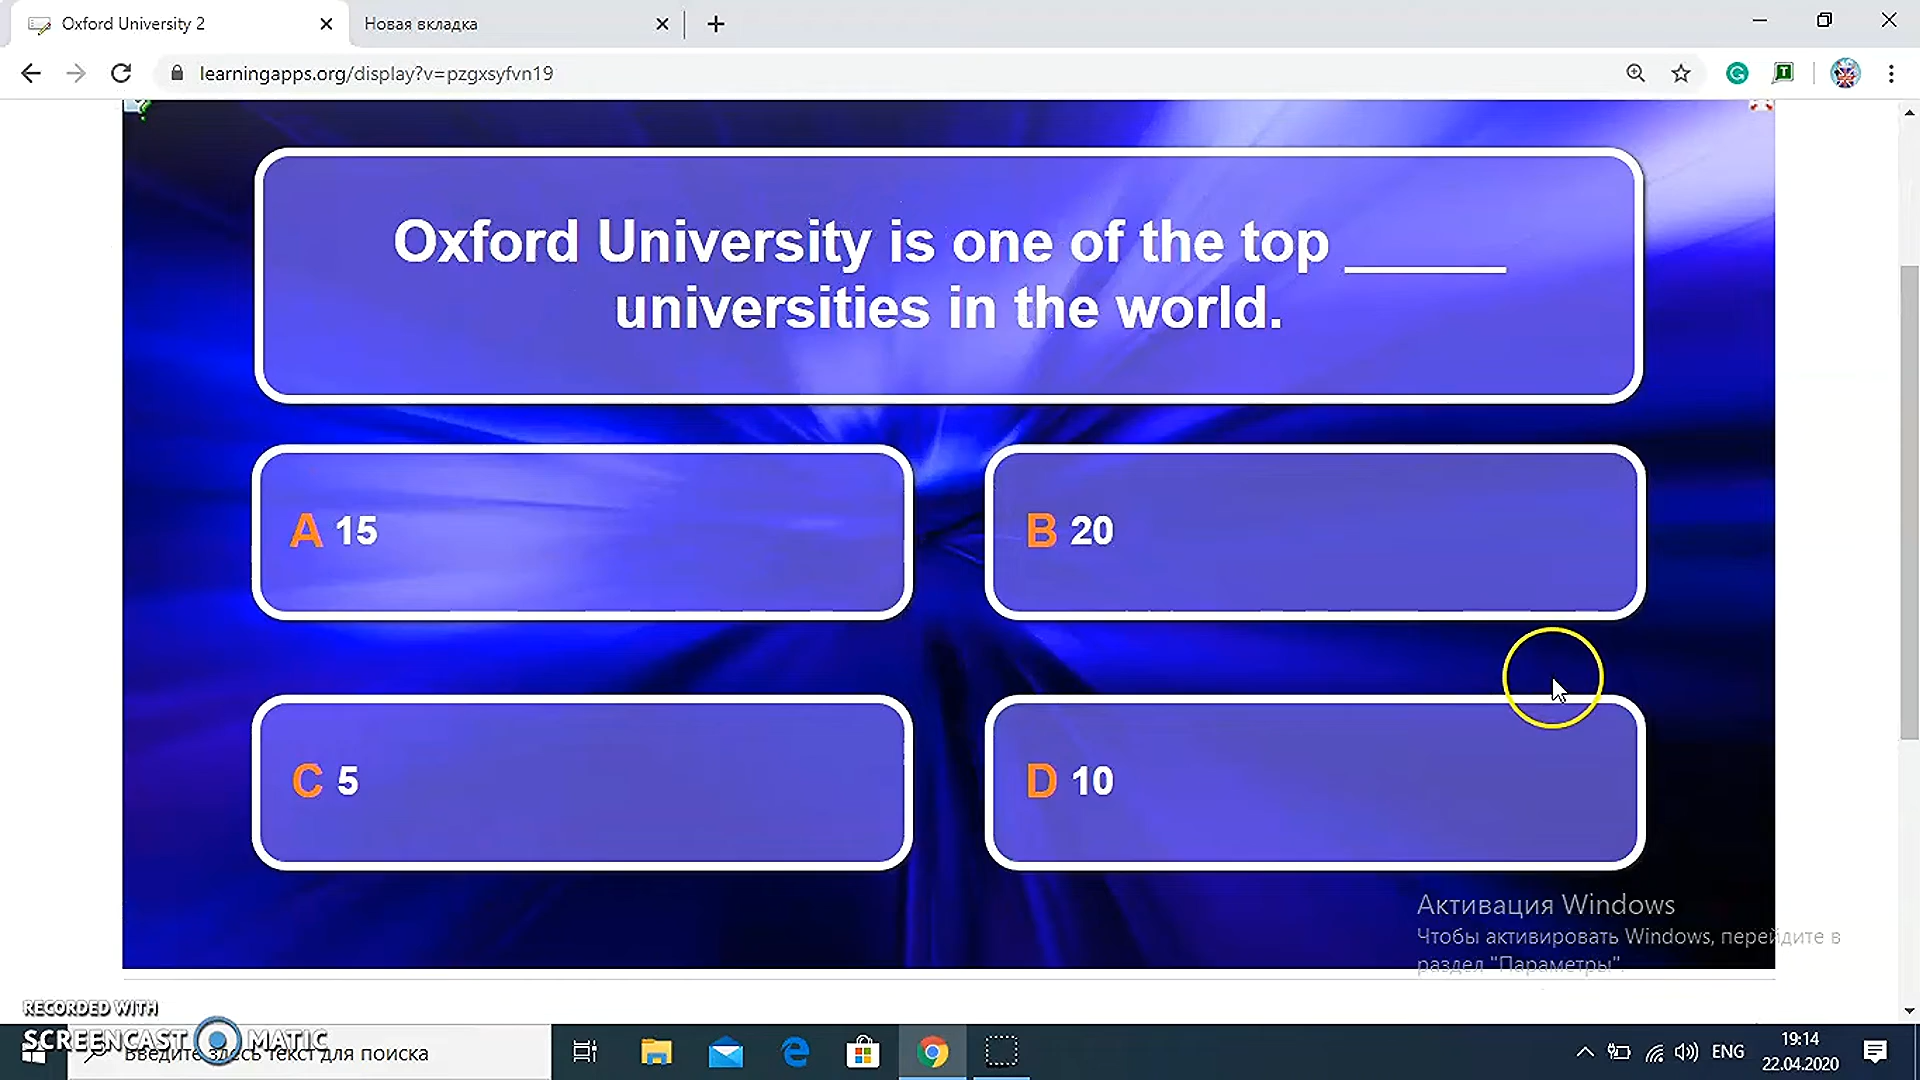 Oxford University 2
Новая вкладка
learningapps.org/display?v=pzgxsyfvn19
Oxford University is one of the top _____
universities in the world.
A 15
B 20
C 5
D 10
Активация Windows
Чтобы активировать Windows, перейдите в
раздел "Параметры".
RECORDED WITH
SCREENCAST MATIC
Введите здесь текст для поиска
ENG
19:14
22.04.2020